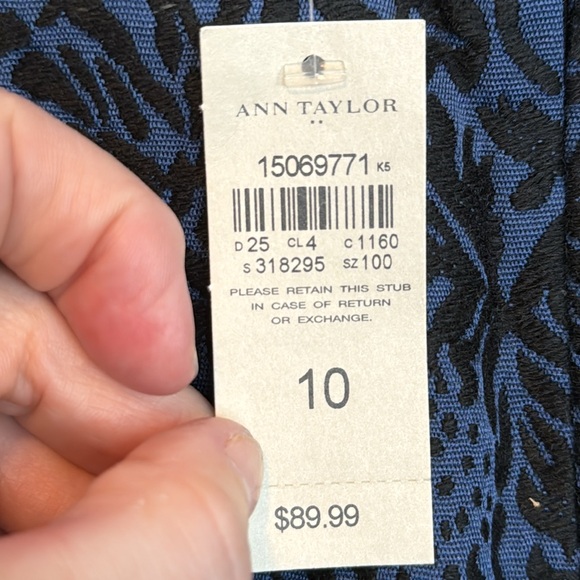 ANN TAYLOR
15069771 K5
D 25 CL 4 C 1160
S 318295 SZ 100
PLEASE RETAIN THIS STUB
IN CASE OF RETURN
OR EXCHANGE.
10
$89.99